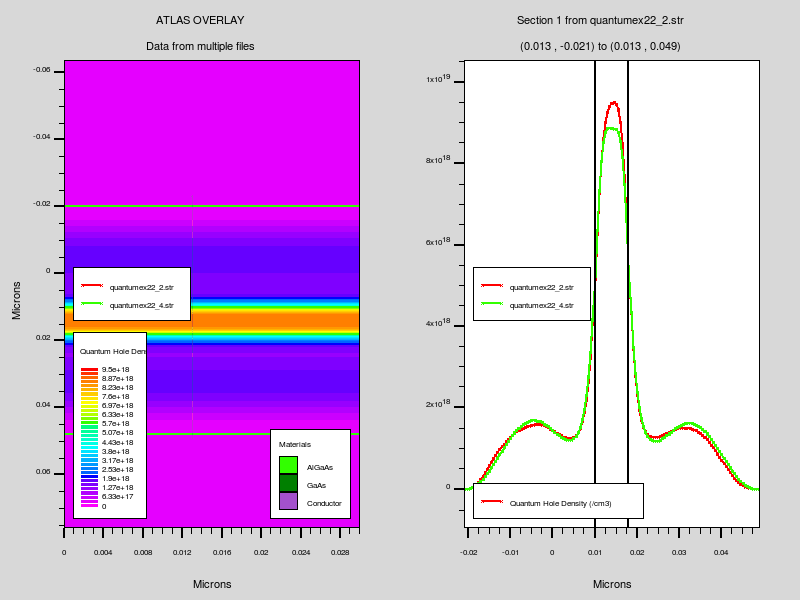 ATLAS OVERLAY
Data from multiple files
-0.06
-0.04
-0.02
0
0.02
0.04
0.06
Microns
quantumex22_2.str
quantumex22_4.str
Quantum Hole Den
9.5e+18
8.87e+18
8.23e+18
7.6e+18
6.97e+18
6.33e+18
5.7e+18
5.07e+18
4.43e+18
3.8e+18
3.17e+18
2.53e+18
1.9e+18
1.27e+18
6.33e+17
0
Materials
AlGaAs
GaAs
Conductor
0 0.004 0.008 0.012 0.016 0.02 0.024 0.028
Microns
Section 1 from quantumex22_2.str
(0.013 , -0.021) to (0.013 , 0.049)
1x10¹⁹
8x10¹⁸
6x10¹⁸
4x10¹⁸
2x10¹⁸
0
quantumex22_2.str
quantumex22_4.str
Quantum Hole Density (/cm3)
-0.02 -0.01 0 0.01 0.02 0.03 0.04
Microns